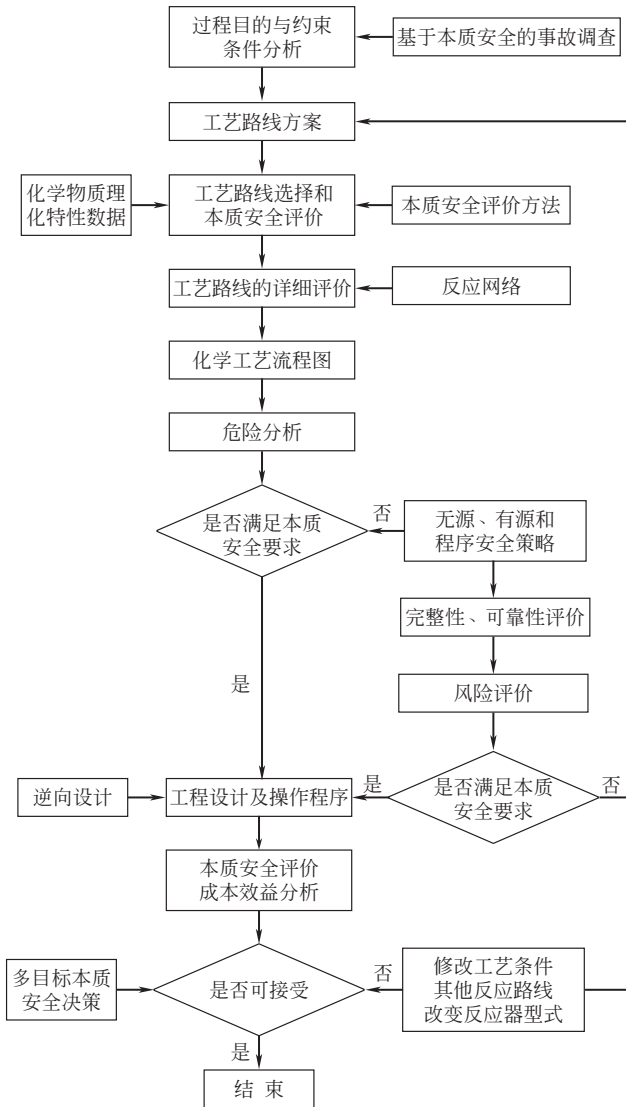 过程目的与约束
条件分析
基于本质安全的事故调查
工艺路线方案
化学物质理
化特性数据
工艺路线选择和
本质安全评价
本质安全评价方法
工艺路线的详细评价
反应网络
化学工艺流程图
危险分析
是否满足本质
安全要求
否
无源、有源和
程序安全策略
完整性、可靠性评价
是
风险评价
逆向设计
工程设计及操作程序
是
是否满足本质
安全要求
否
本质安全评价
成本效益分析
多目标本质
安全决策
是否可接受
否
修改工艺条件
其他反应路线
改变反应器型式
是
结 束